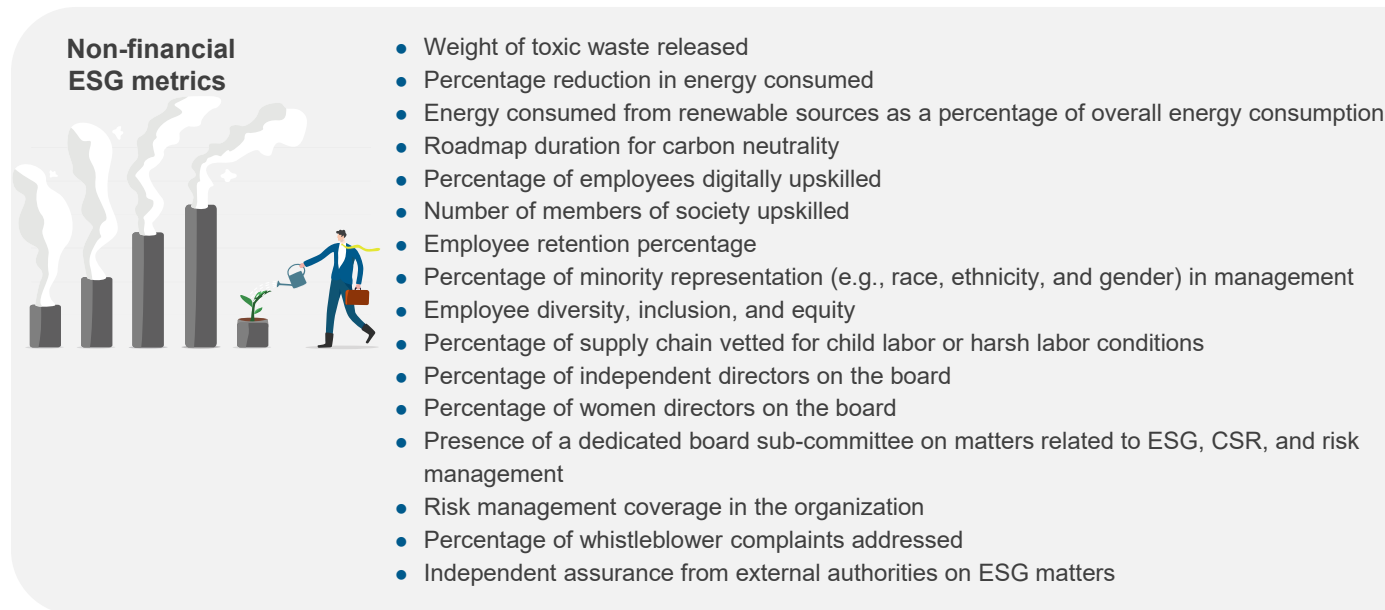 Non-financial
ESG metrics
● Weight of toxic waste released
● Percentage reduction in energy consumed
● Energy consumed from renewable sources as a percentage of overall energy consumption
● Roadmap duration for carbon neutrality
● Percentage of employees digitally upskilled
● Number of members of society upskilled
● Employee retention percentage
● Percentage of minority representation (e.g., race, ethnicity, and gender) in management
● Employee diversity, inclusion, and equity
● Percentage of supply chain vetted for child labor or harsh labor conditions
● Percentage of independent directors on the board
● Percentage of women directors on the board
● Presence of a dedicated board sub-committee on matters related to ESG, CSR, and risk
management
● Risk management coverage in the organization
● Percentage of whistleblower complaints addressed
● Independent assurance from external authorities on ESG matters